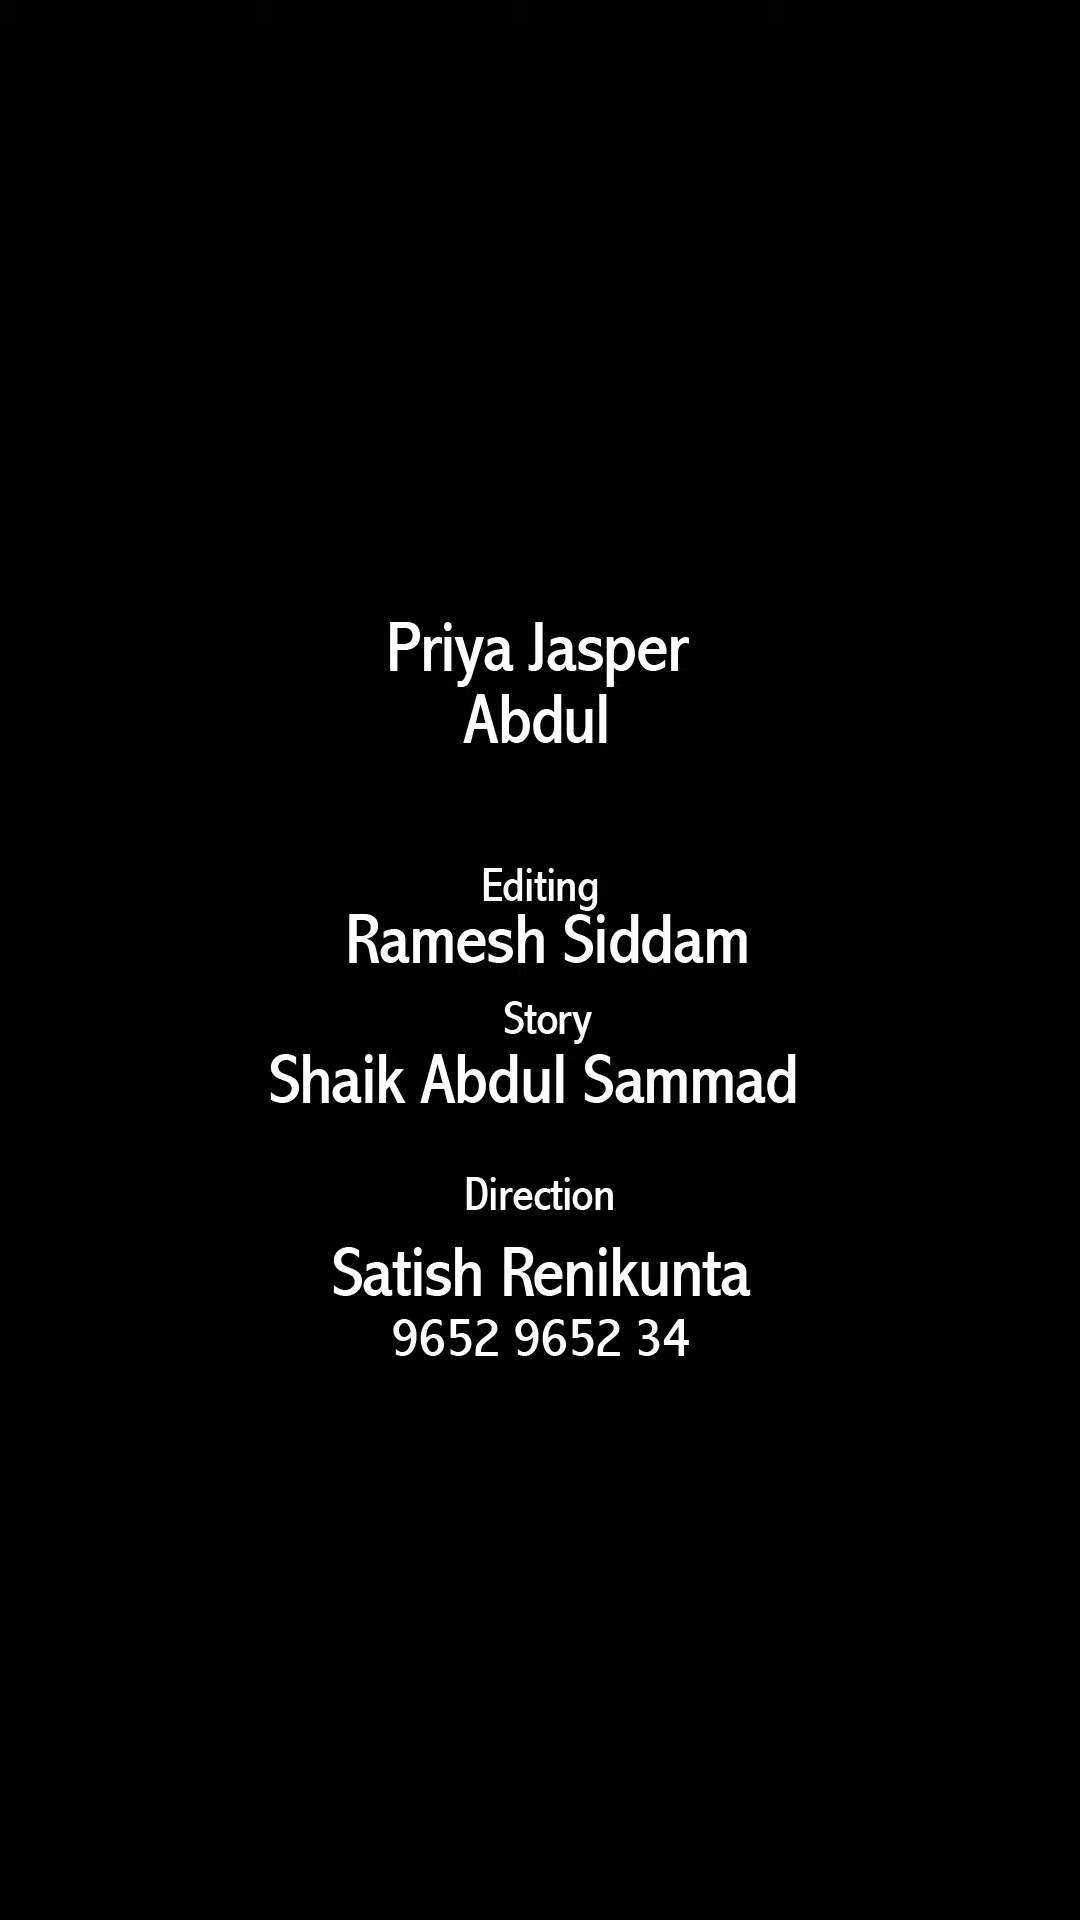 Priya Jasper
Abdul
Editing
Ramesh Siddam
Story
Shaik Abdul Sammad
Direction
Satish Renikunta
9652 9652 34